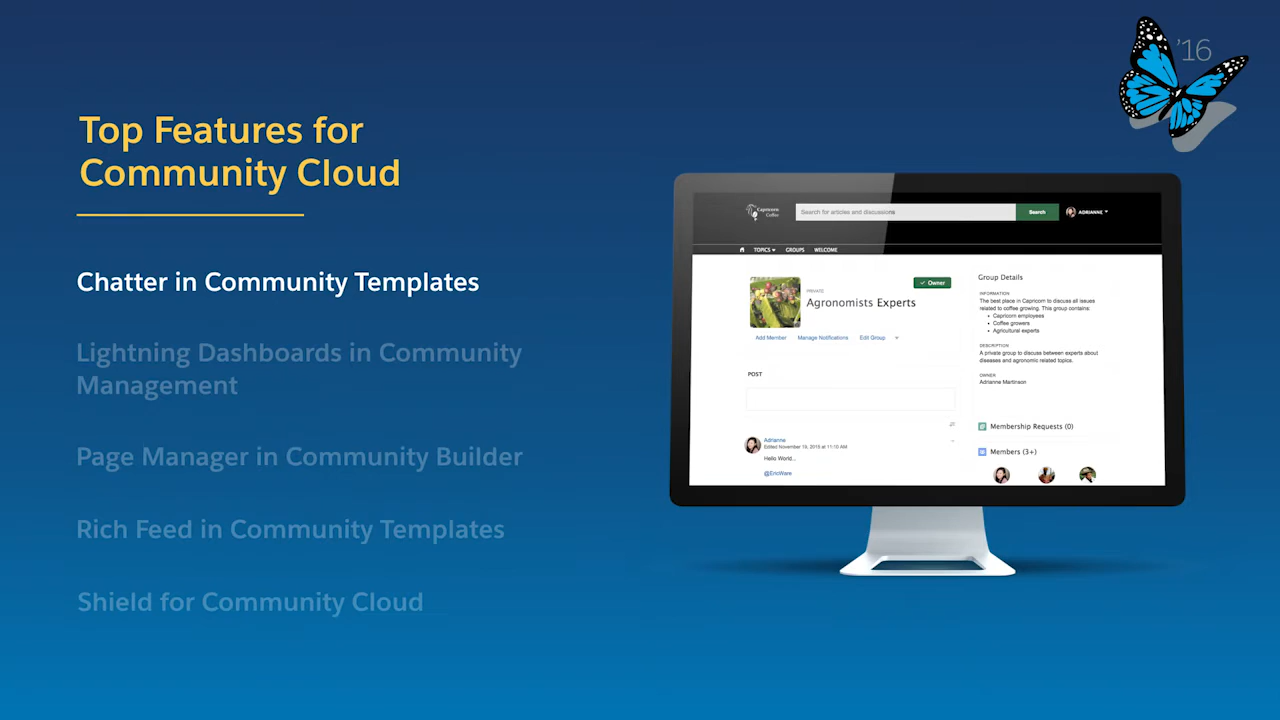 '16
Top Features for
Community Cloud
Chatter in Community Templates
Lightning Dashboards in Community
Management
Page Manager in Community Builder
Rich Feed in Community Templates
Shield for Community Cloud
Capricorn
Coffee
Search for articles and discussions
Search
ADRIANNE
TOPICS
GROUPS
WELCOME
PRIVATE
Agronomists Experts
Owner
Add Member
Manage Notifications
Edit Group
POST
Adrianne
Edited November 19, 2015 at 11:16 AM
Hello World...
@EricWare
Group Details
INFORMATION
The best place in Capricorn to discuss all issues
related to coffee growing. This group contains:
• Capricorn employees
• Coffee growers
• Agricultural experts
DESCRIPTION
A private group to discuss between experts about
diseases and agronomic related topics.
OWNER
Adrianne Martinson
Membership Requests (0)
Members (3+)